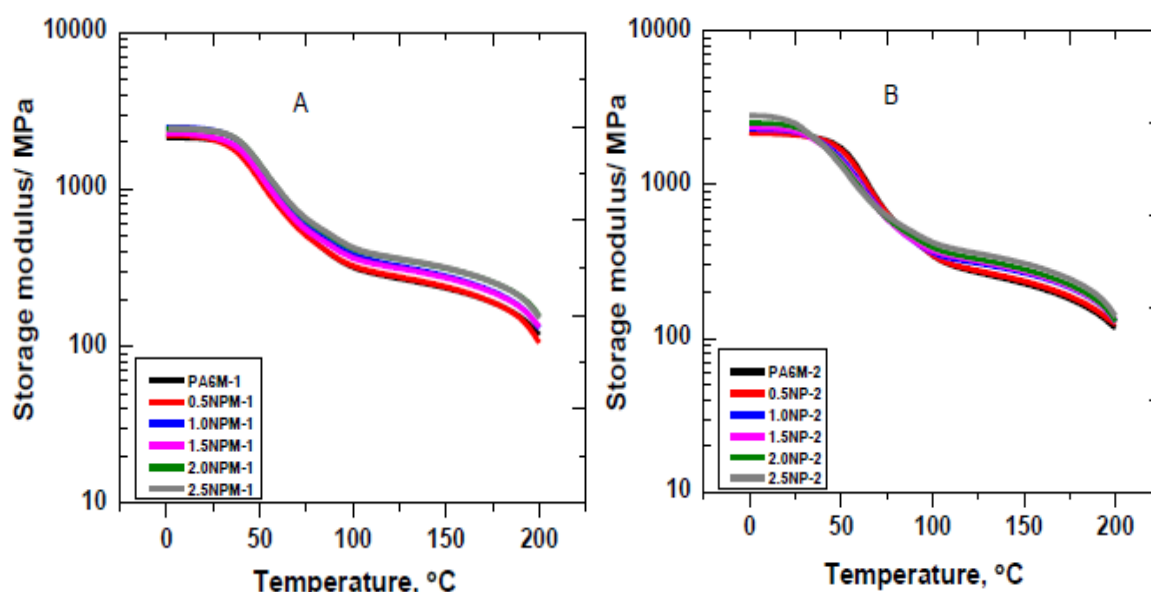 10000
1000
100
10
Storage modulus/ MPa
A
PA6M-1
0.5NPM-1
1.0NPM-1
1.5NPM-1
2.0NPM-1
2.5NPM-1
0 50 100 150 200
Temperature, °C
10000
1000
100
10
Storage modulus/ MPa
B
PA6M-2
0.5NP-2
1.0NP-2
1.5NP-2
2.0NP-2
2.5NP-2
0 50 100 150 200
Temperature, °C